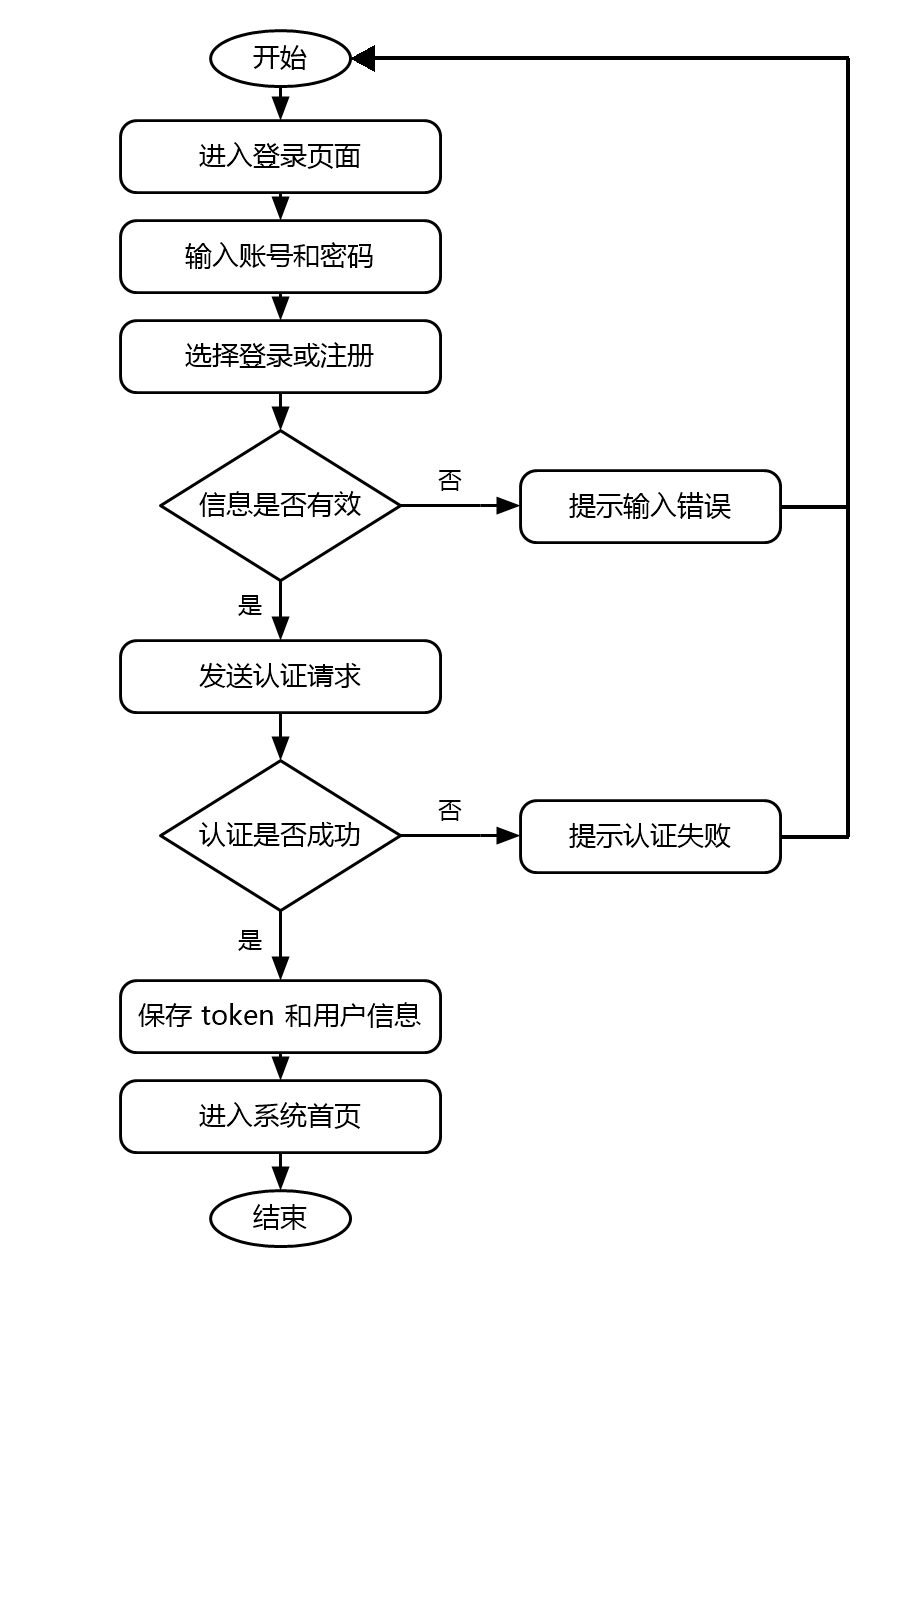 开始
进入登录页面
输入账号和密码
选择登录或注册
信息是否有效
否
提示输入错误
是
发送认证请求
认证是否成功
否
提示认证失败
是
保存 token 和用户信息
进入系统首页
结束